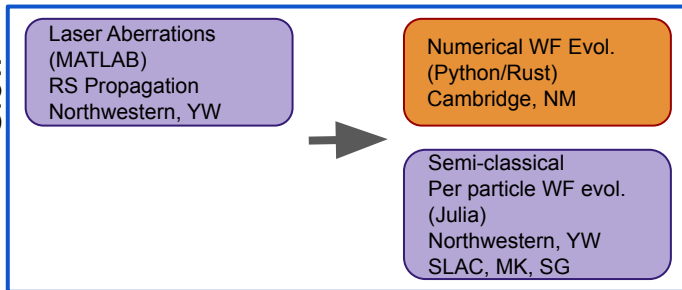 Laser Aberrations
(MATLAB)
RS Propagation
Northwestern, YW
Numerical WF Evol.
(Python/Rust)
Cambridge, NM
Semi-classical
Per particle WF evol.
(Julia)
Northwestern, YW
SLAC, MK, SG